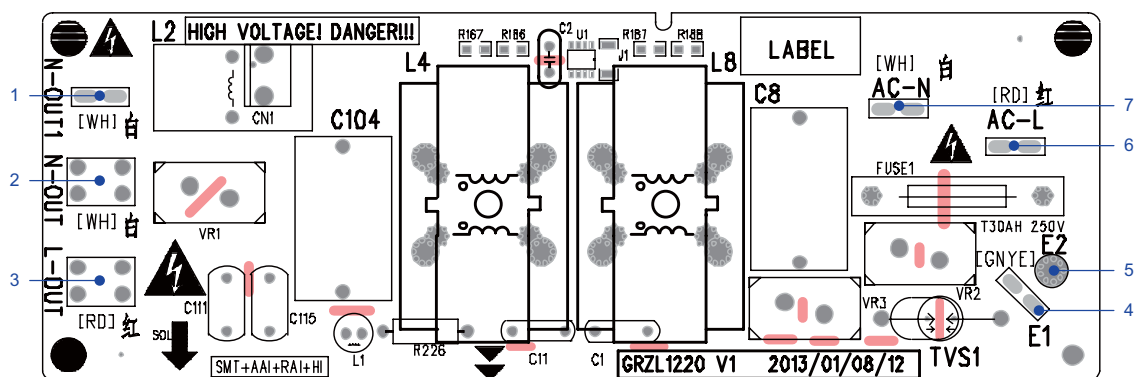 L2 HIGH VOLTAGE! DANGER!!!
R167 R166 C2 U1 J1 R187 R188
LABEL
L4 L8
N-OUT1 [WH] 白
1
CN1
C104
C8
[WH] 白
AC-N
7
[RD] 红
AC-L
6
2
N-OUT
[WH] 白
VR1
FUSE1
T30AH 250V
[GNYE]
E2
5
3
L-OUT
[RD] 红
C111 C115
VR3 VR2
4
E1
SOL
L1
R226
C11 C1
TVS1
SMT+AAI+RAI+HI
GRZL1220 V1 2013/01/08/12